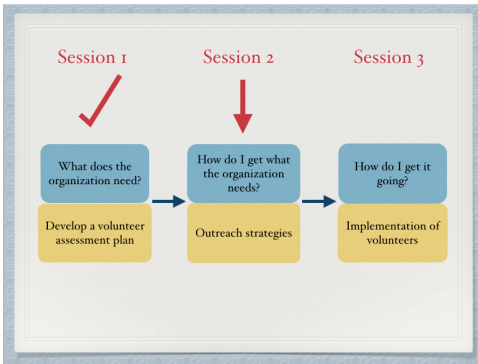 Session 1
Session 2
Session 3
What does the
organization need?
How do I get what
the organization
needs?
How do I get it
going?
Develop a volunteer
assessment plan
Outreach strategies
Implementation of
volunteers